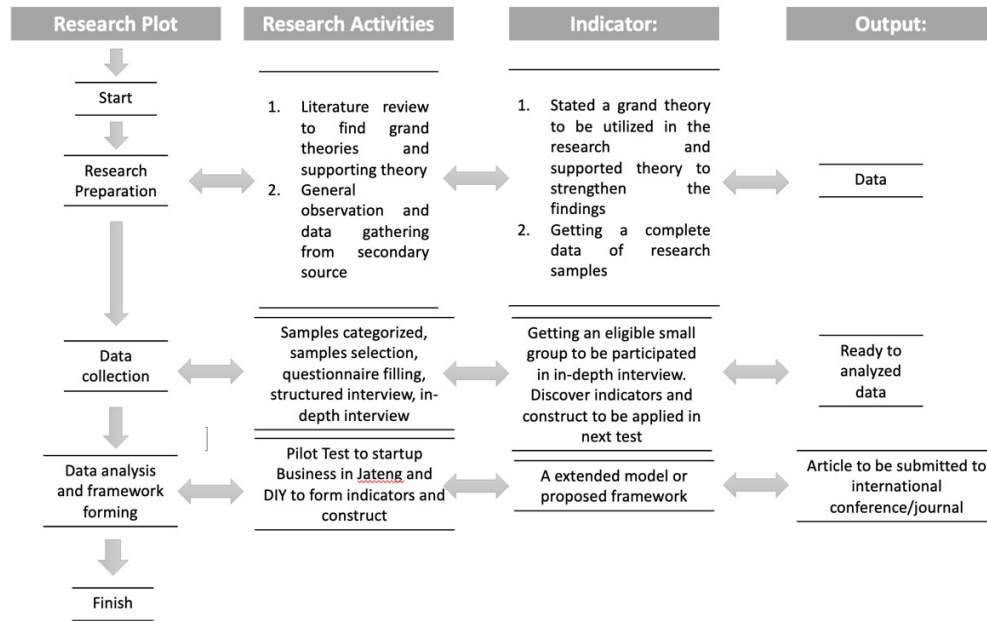 Research Plot
Research Activities
Indicator:
Output:
Start
Research
Preparation
1. Literature review
to find grand
theories and
supporting theory
2. General
observation and
data gathering
from secondary
source
1. Stated a grand theory
to be utilized in the
research and
supported theory to
strengthen the
findings
2. Getting a complete
data of research
samples
Data
Data
collection
Samples categorized,
samples selection,
questionnaire filling,
structured interview, in-
depth interview
Getting an eligible small
group to be participated
in in-depth interview.
Discover indicators and
construct to be applied in
next test
Ready to
analyzed
data
Data analysis
and framework
forming
Pilot Test to startup
Business in Jateng and
DIY to form indicators and
construct
A extended model or
proposed framework
Article to be submitted to
international
conference/journal
Finish